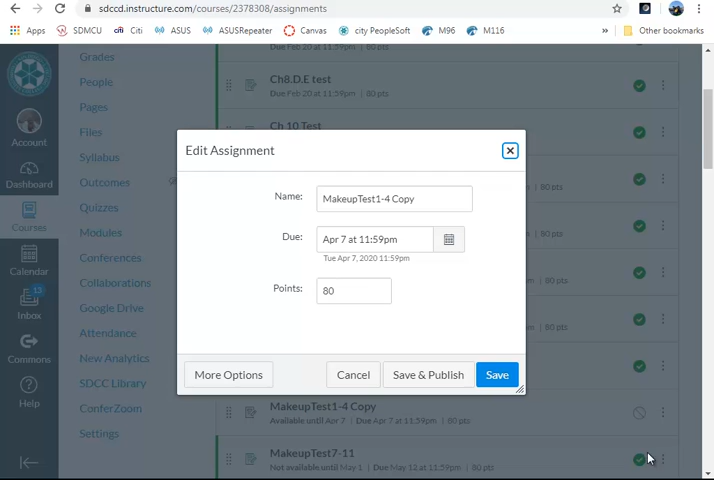 sdccd.instructure.com/courses/2378308/assignments
Apps SDMCU Citi ASUS ASUSRepeater Canvas city PeopleSoft M96 M116 » Other bookmarks
Grades
People
Pages
Files
Syllabus
Outcomes
Quizzes
Modules
Conferences
Collaborations
Google Drive
Attendance
New Analytics
SDCC Library
ConferZoom
Settings
Account
Dashboard
Courses
Calendar
13
Inbox
Commons
Help
Due Feb 20 at 11:59pm | 80 pts
Ch8.D.E test
Due Feb 20 at 11:59pm | 80 pts
Ch 10 Test
80 pts
80 pts
80 pts
80 pts
Edit Assignment
Name: MakeupTest1-4 Copy
Due: Apr 7 at 11:59pm
Tue Apr 7, 2020 11:59pm
Points: 80
More Options Cancel Save & Publish Save
MakeupTest1-4 Copy
Available until Apr 7 | Due Apr 7 at 11:59pm | 80 pts
MakeupTest7-11
Not available until May 1 | Due May 12 at 11:59pm | 80 pts